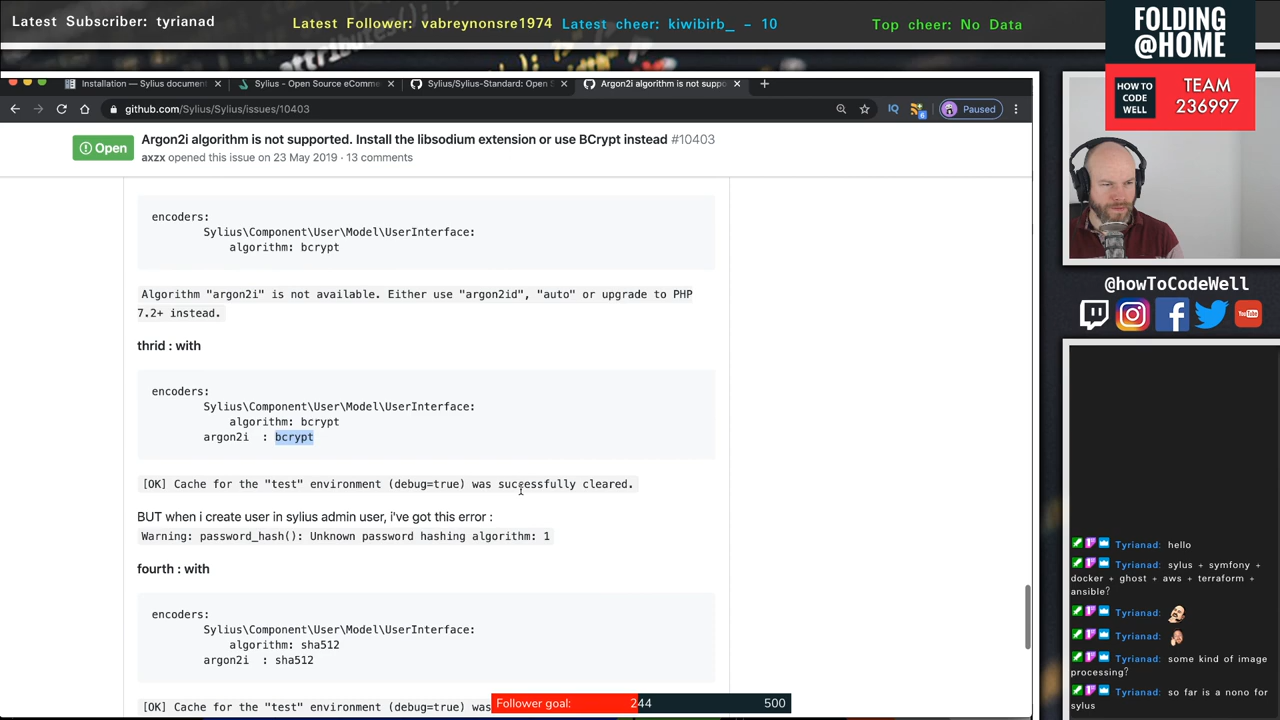 Latest Subscriber: tyrianad
Latest Follower: vabreynonsre1974
Latest cheer: kiwibirb_ - 10
Top cheer: No Data
FOLDING
@HOME
HOW TO
CODE
WELL
TEAM
236997
Installation — Sylius document
Sylius - Open Source eComme
Sylius/Sylius-Standard: Open S
Argon2i algorithm is not suppo
github.com/Sylius/Sylius/issues/10403
IQ
6
Paused
Open
Argon2i algorithm is not supported. Install the libsodium extension or use BCrypt instead #10403
axzx opened this issue on 23 May 2019 · 13 comments
encoders:
Sylius\Component\User\Model\UserInterface:
algorithm: bcrypt
Algorithm "argon2i" is not available. Either use "argon2id", "auto" or upgrade to PHP
7.2+ instead.
thrid : with
encoders:
Sylius\Component\User\Model\UserInterface:
algorithm: bcrypt
argon2i : bcrypt
[OK] Cache for the "test" environment (debug=true) was successfully cleared.
BUT when i create user in sylius admin user, i've got this error :
Warning: password_hash(): Unknown password hashing algorithm: 1
fourth : with
encoders:
Sylius\Component\User\Model\UserInterface:
algorithm: sha512
argon2i : sha512
[OK] Cache for the "test" environment (debug=true) was
Follower goal:
244
500
@howToCodeWell
You Tube
Tyrianad: hello
Tyrianad: sylus + symfony +
docker + ghost + aws + terraform +
ansible?
Tyrianad:
Tyrianad:
Tyrianad: some kind of image
processing?
Tyrianad: so far is a nono for
sylus